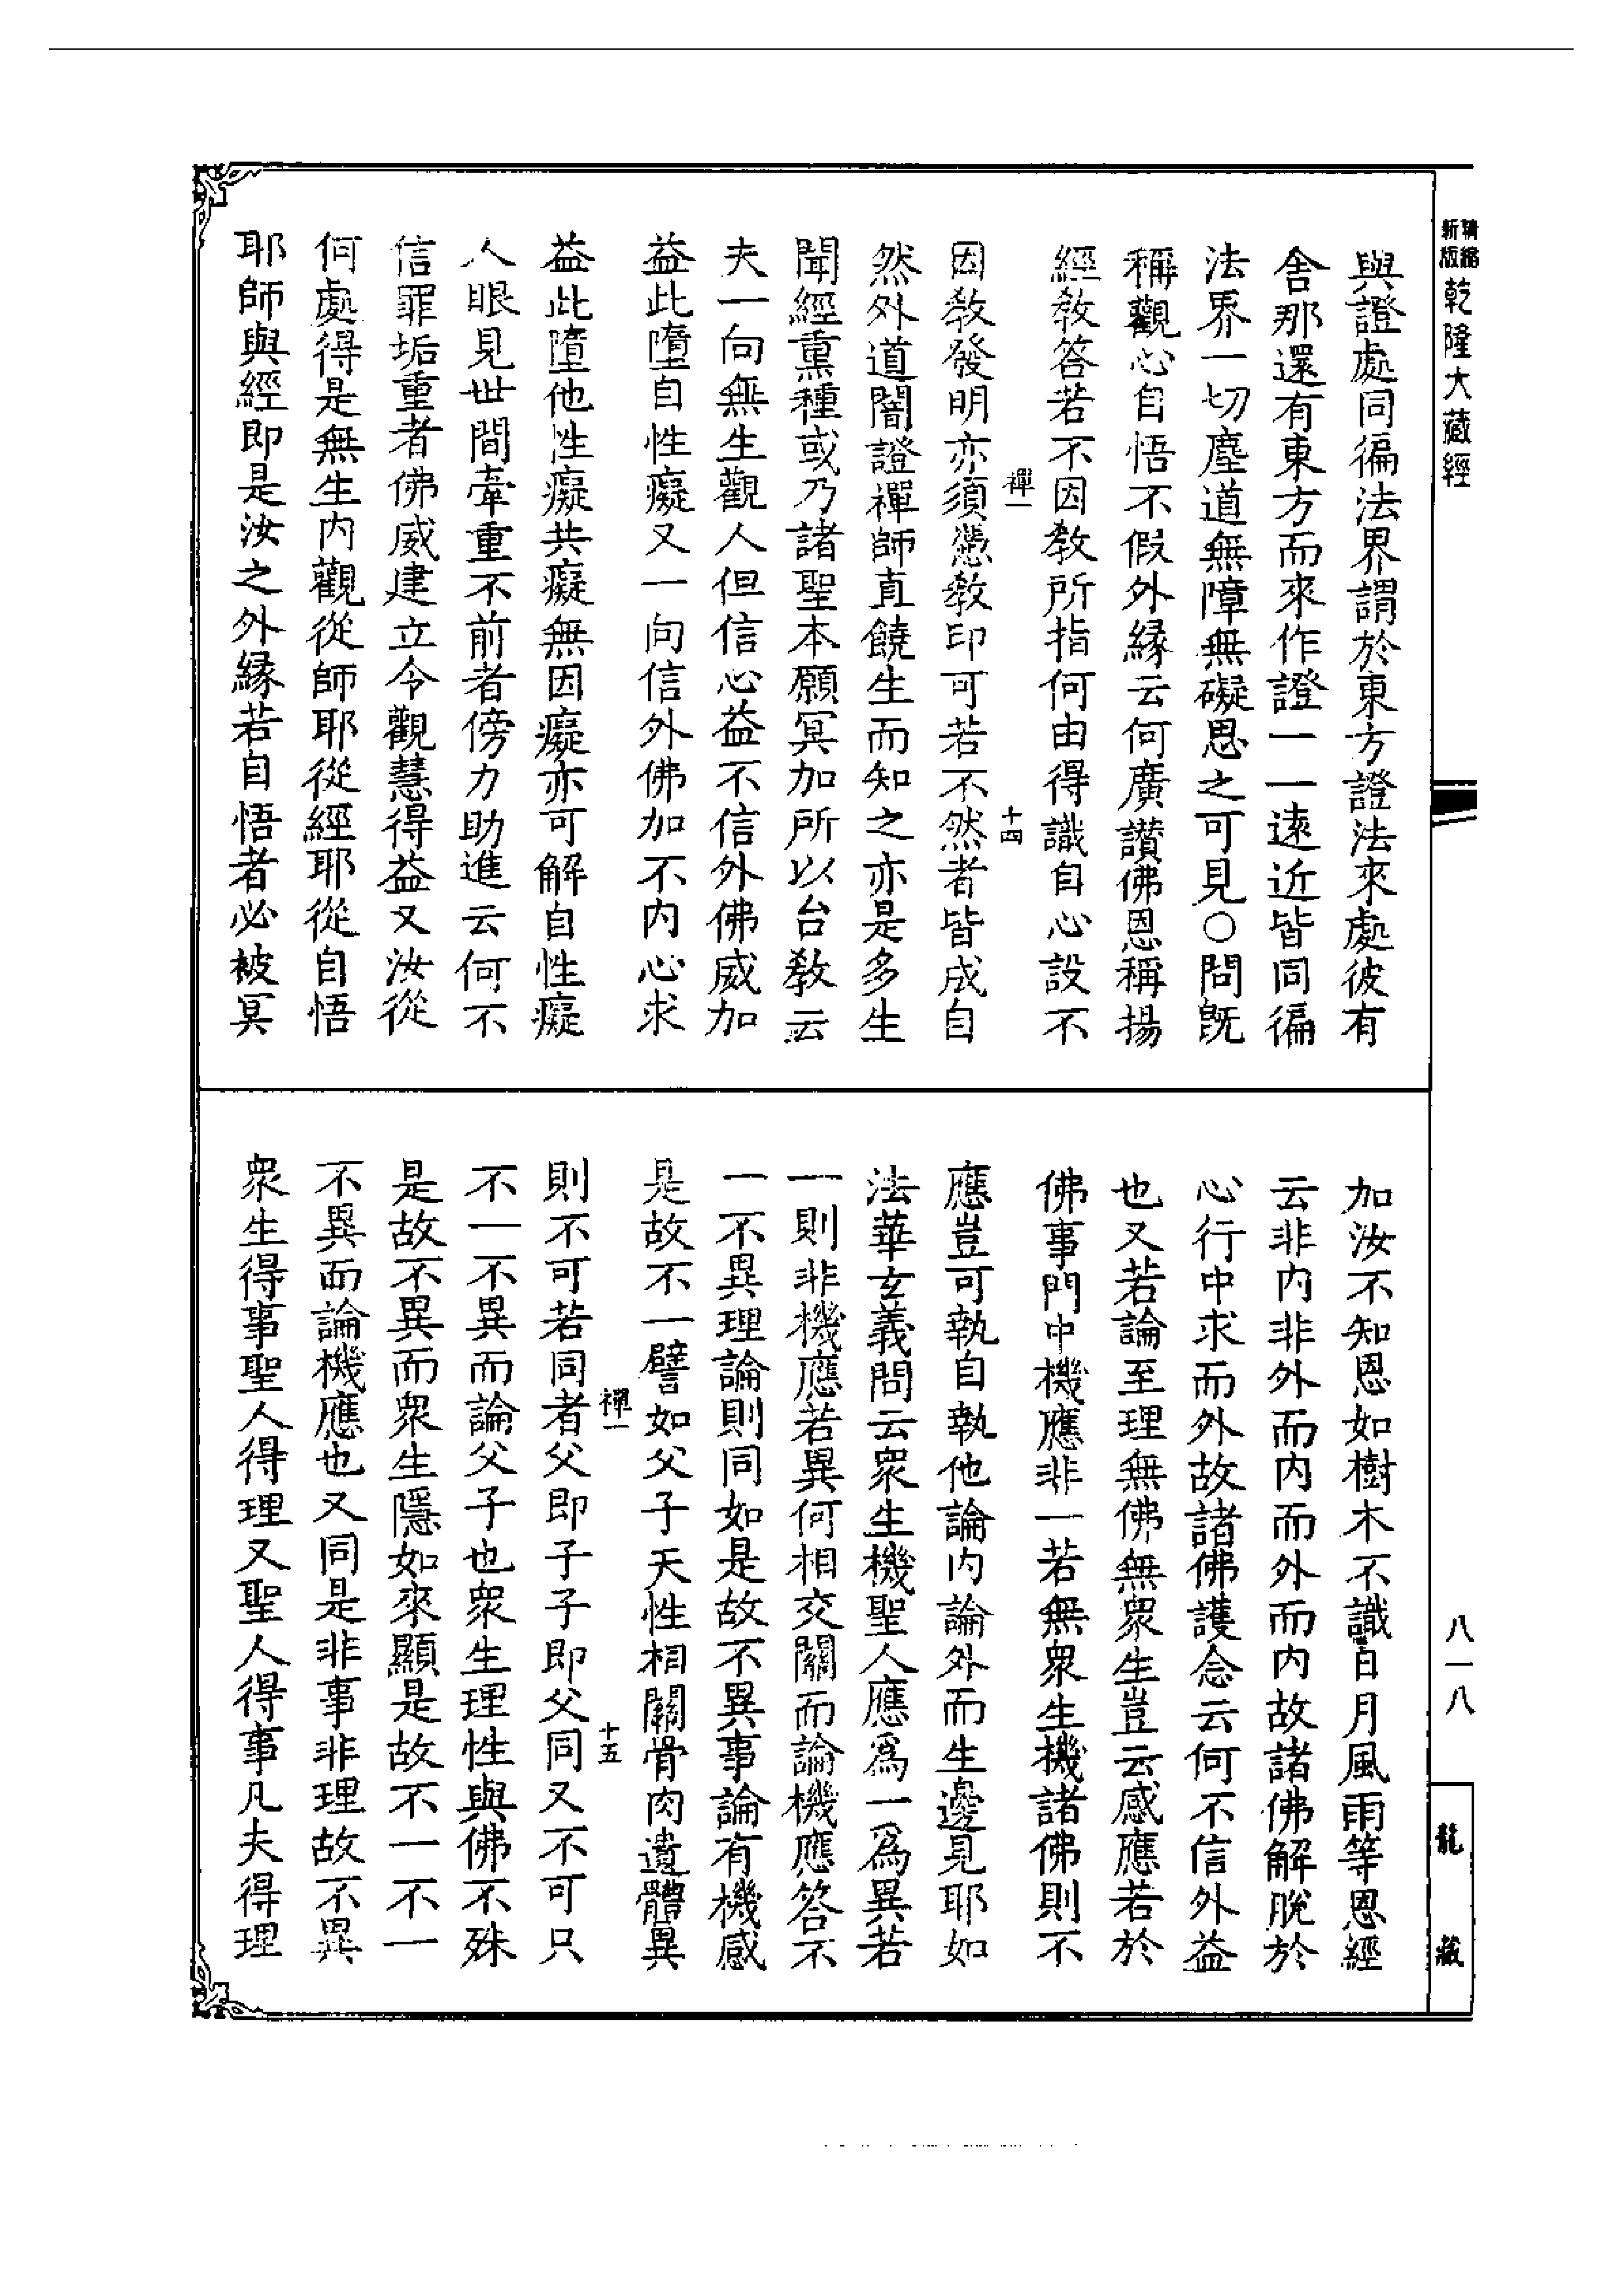 精縮
新版
乾隆大藏經
與證處同徧法界謂於東方證法來處彼有
舍那還有東方而來作證一一遠近皆同徧
法界一切塵道無障無礙思之可見○問既
稱觀心自悟不假外緣云何廣讚佛恩稱揚
經教答若不因教所指何由得識自心設不
禪一
十四
因教發明亦須憑教印可若不然者皆成自
然外道闇證禪師直饒生而知之亦是多生
聞經熏種或乃諸聖本願冥加所以台教云
夫一向無生觀人但信心益不信外佛威加
益此墮自性癡又一向信外佛加不内心求
益此墮他性癡共癡無因癡亦可解自性癡
人眼見世間牽重不前者傍力助進云何不
信罪垢重者佛威建立令觀慧得益又汝從
何處得是無生内觀從師耶從經耶從自悟
耶師與經即是汝之外緣若自悟者必被冥
加汝不知恩如樹木不識日月風雨等恩經
云非内非外而内而外而内故諸佛解脫於
心行中求而外故諸佛護念云何不信外益
也又若論至理無佛無眾生豈云感應若於
佛事門中機應非一若無眾生機諸佛則不
應豈可執自執他論内論外而生邊見耶如
法華玄義問云眾生機聖人應爲一爲異若
一則非機應若異何相交關而論機應答不
一不異理論則同如是故不異事論有機感
是故不一譬如父子天性相關骨肉遺體異
禪一
十五
則不可若同者父即子子即父同又不可只
不一不異而論父子也眾生理性與佛不殊
是故不異而眾生隱如來顯是故不一不一
不異而論機應也又同是非事非理故不異
眾生得事聖人得理又聖人得事凡夫得理
八一八
龍藏